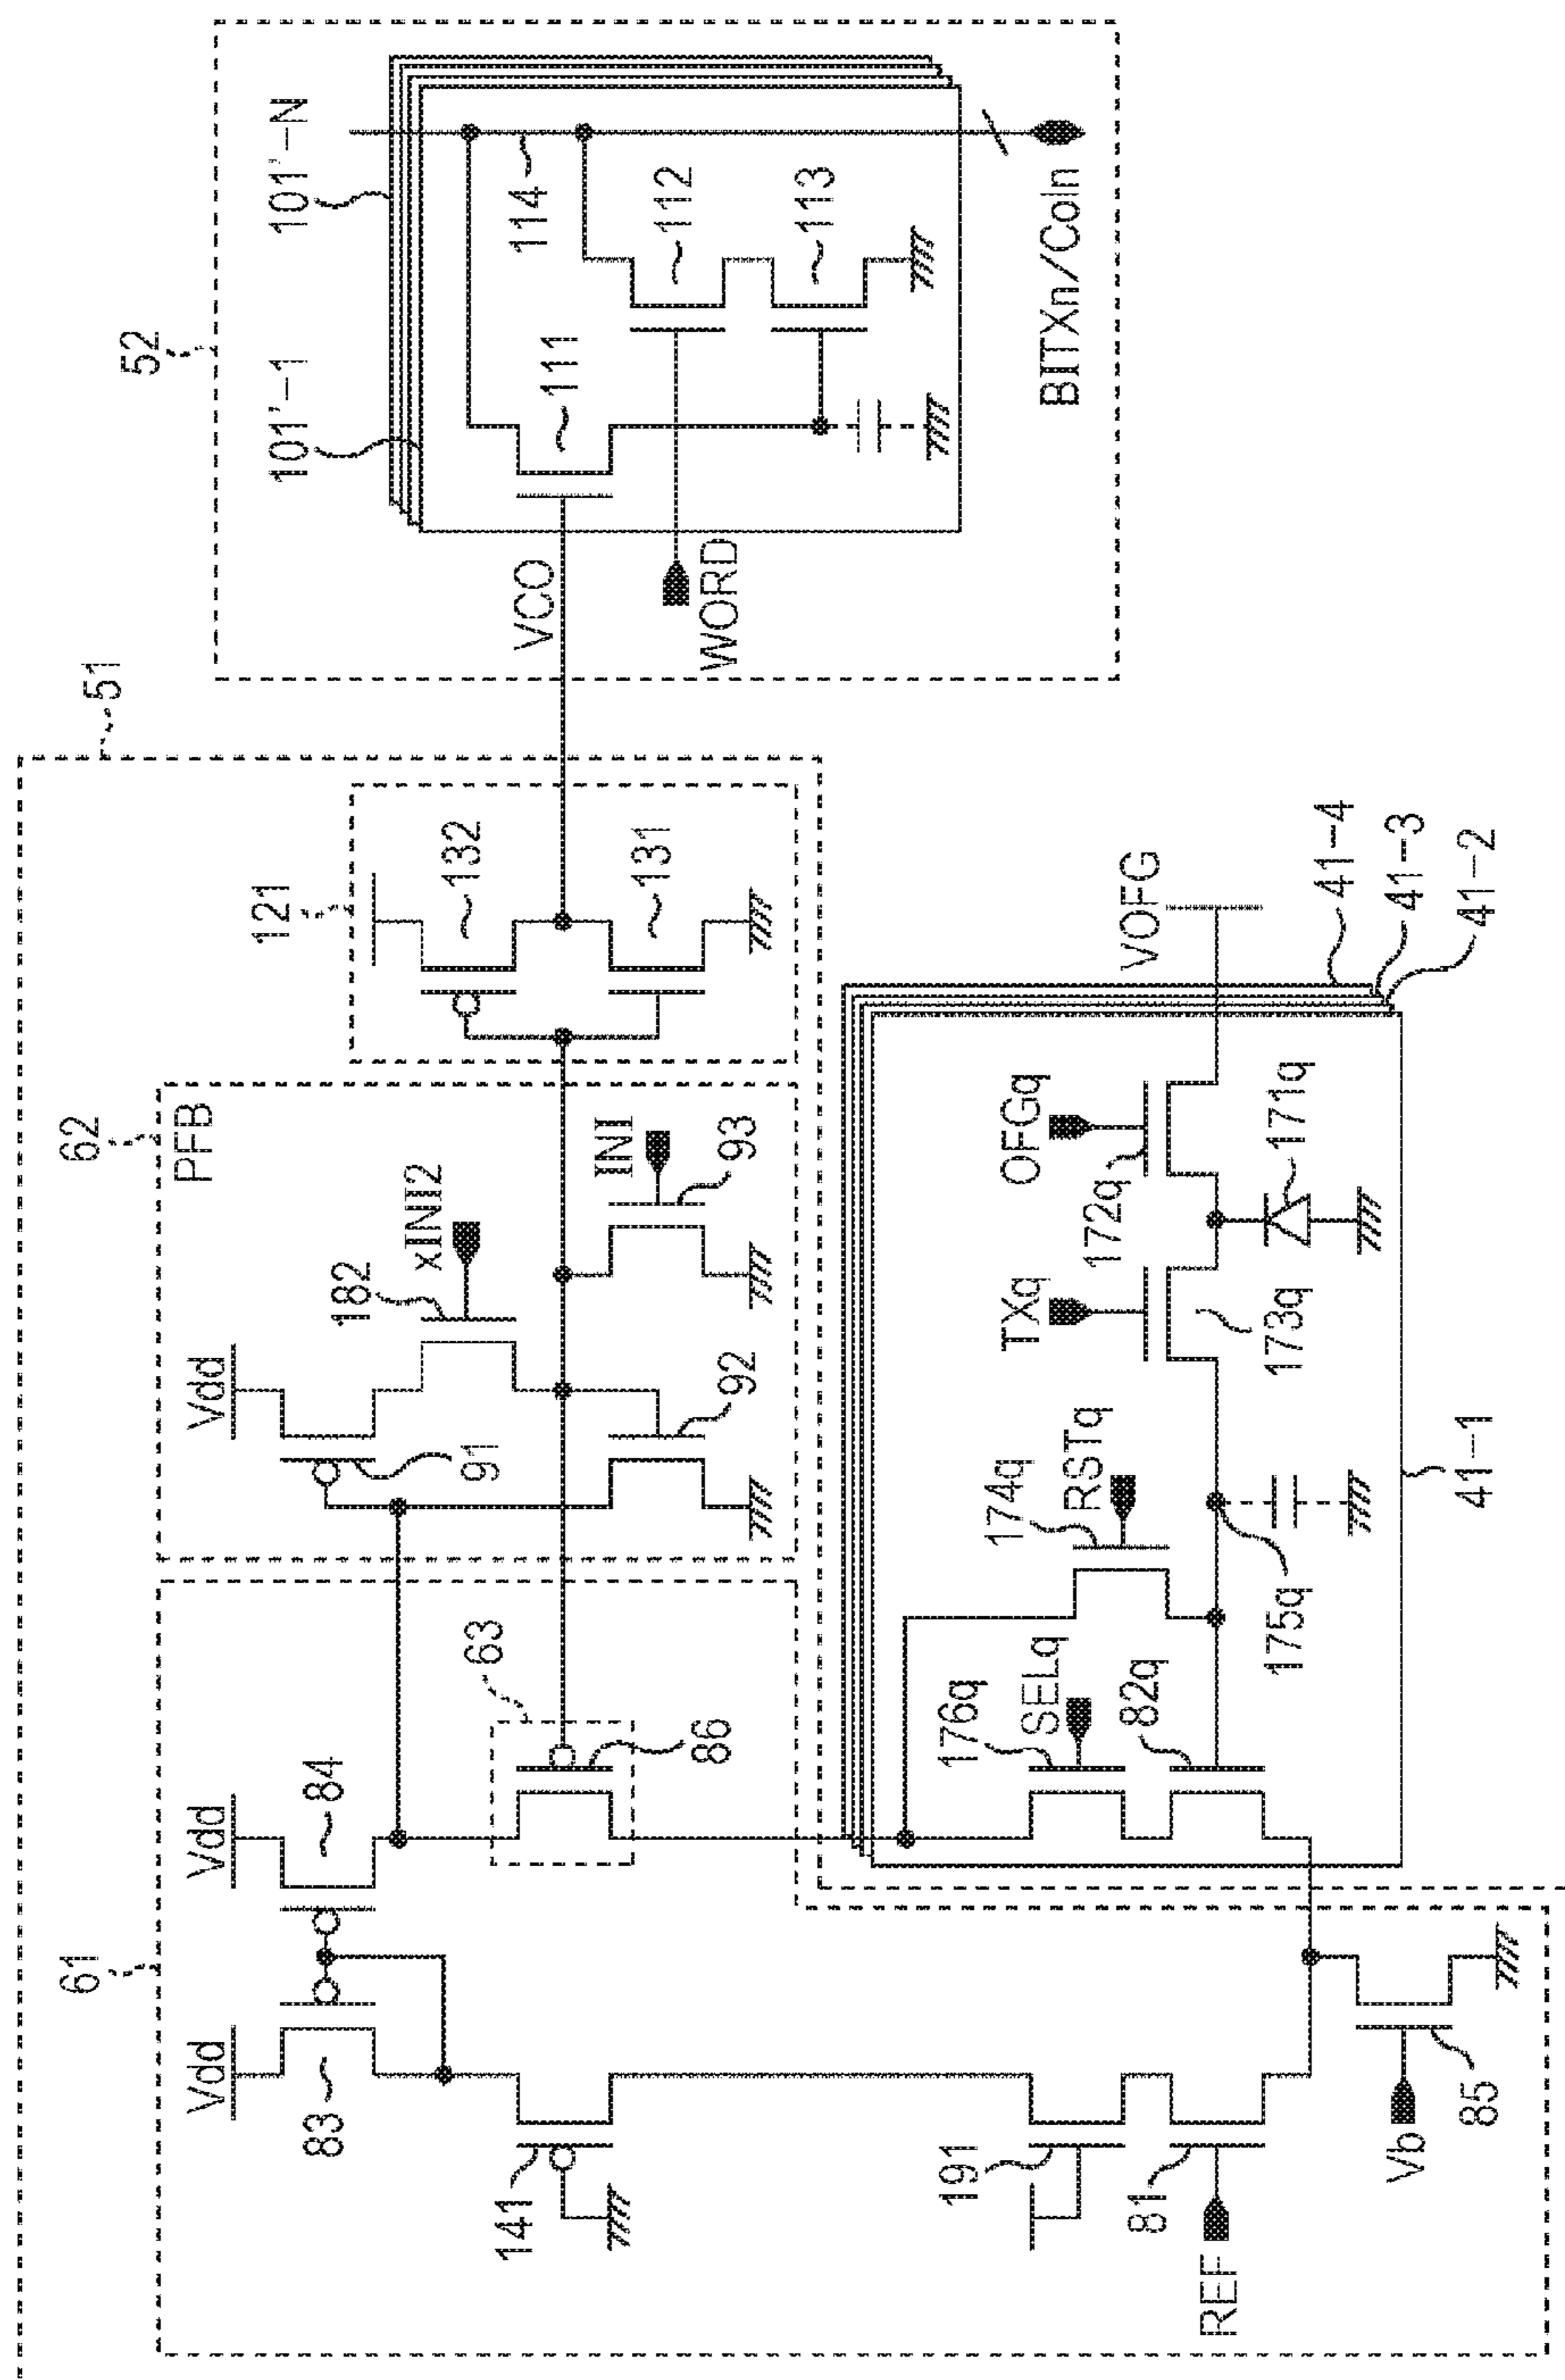 51
52
61
62
PFB
121
101'-1
101'-N
Vdd
83
Vdd
84
Vdd
91
182
xINI2
132
111
114
63
141
86
92
INI
93
131
VCO
WORD
112
113
BITXn/Coln
191
81
REF
Vb
85
176q
SELq
82q
174q
RSTq
175q
TXq
173q
172q
OFGq
171q
VOFG
41-1
41-4
41-3
41-2